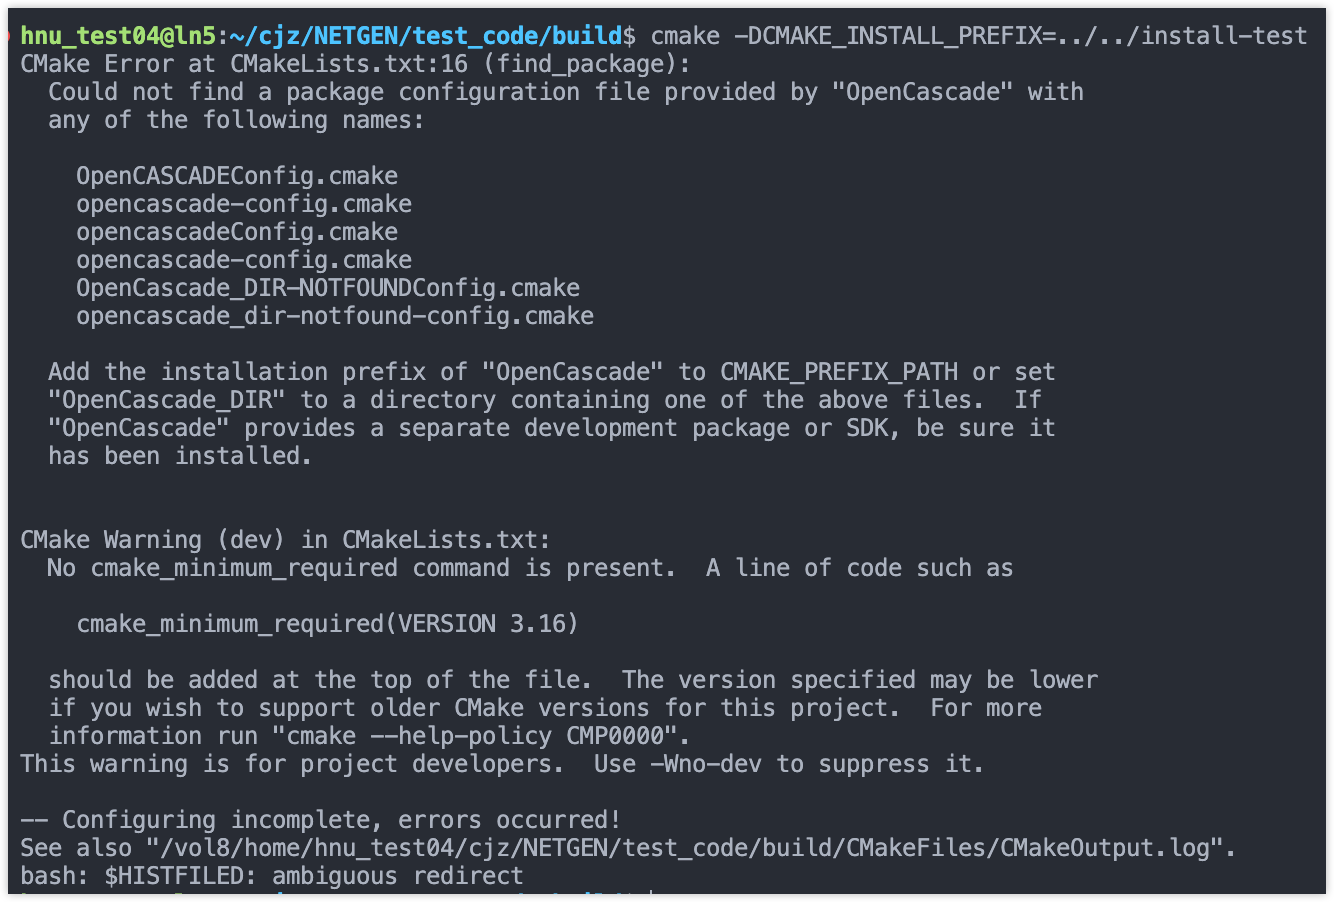 hnu_test04@ln5:~/cjz/NETGEN/test_code/build$ cmake -DCMAKE_INSTALL_PREFIX=../../install-test
CMake Error at CMakeLists.txt:16 (find_package):
  Could not find a package configuration file provided by "OpenCascade" with
  any of the following names:

    OpenCASCADEConfig.cmake
    opencascade-config.cmake
    opencascadeConfig.cmake
    opencascade-config.cmake
    OpenCascade_DIR-NOTFOUNDConfig.cmake
    opencascade_dir-notfound-config.cmake

  Add the installation prefix of "OpenCascade" to CMAKE_PREFIX_PATH or set
  "OpenCascade_DIR" to a directory containing one of the above files.  If
  "OpenCascade" provides a separate development package or SDK, be sure it
  has been installed.

CMake Warning (dev) in CMakeLists.txt:
  No cmake_minimum_required command is present.  A line of code such as

    cmake_minimum_required(VERSION 3.16)

  should be added at the top of the file.  The version specified may be lower
  if you wish to support older CMake versions for this project.  For more
  information run "cmake --help-policy CMP0000".
This warning is for project developers.  Use -Wno-dev to suppress it.

-- Configuring incomplete, errors occurred!
See also "/vol8/home/hnu_test04/cjz/NETGEN/test_code/build/CMakeFiles/CMakeOutput.log".
bash: $HISTFILED: ambiguous redirect